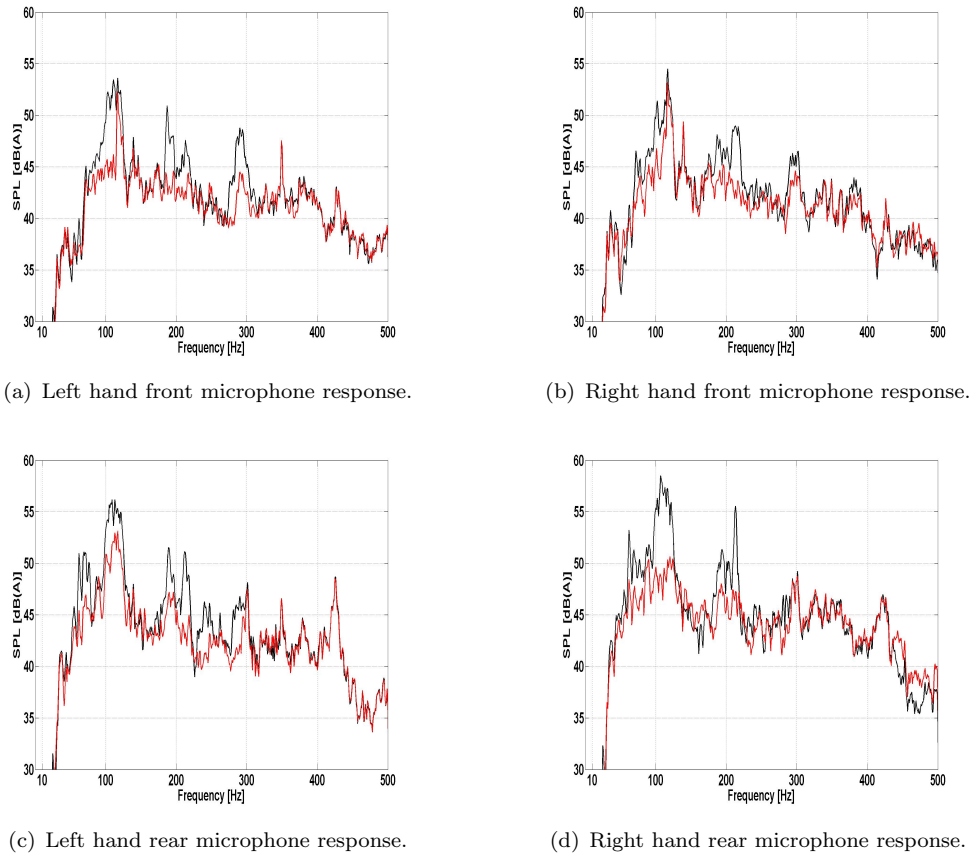 60
55
50
45
40
35
30
SPL [dB(A)]
10 100 200 300 400 500
Frequency [Hz]
(a) Left hand front microphone response.
60
55
50
45
40
35
30
SPL [dB(A)]
10 100 200 300 400 500
Frequency [Hz]
(b) Right hand front microphone response.
60
55
50
45
40
35
30
SPL [dB(A)]
10 100 200 300 400 500
Frequency [Hz]
(c) Left hand rear microphone response.
60
55
50
45
40
35
30
SPL [dB(A)]
10 100 200 300 400 500
Frequency [Hz]
(d) Right hand rear microphone response.